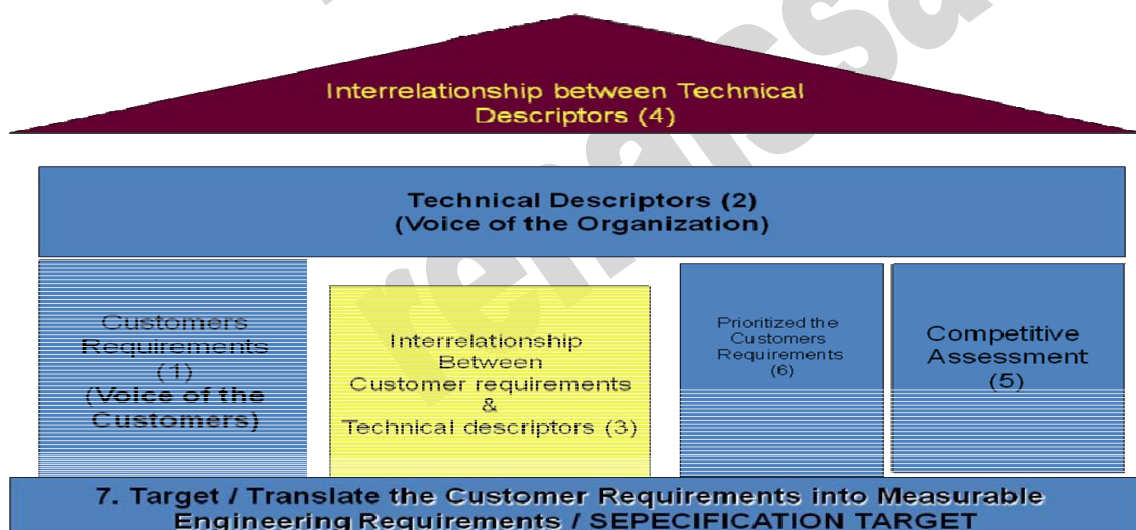 Interrelationship between Technical
Descriptors (4)
Technical Descriptors (2)
(Voice of the Organization)
Customers
Requirements
(1)
(Voice of the
Customers)
Interrelationship
Between
Customer requirements
&
Technical descriptors (3)
Prioritized the
Customers
Requirements
(6)
Competitive
Assessment
(5)
7. Target / Translate the Customer Requirements into Measurable
Engineering Requirements / SEPECIFICATION TARGET